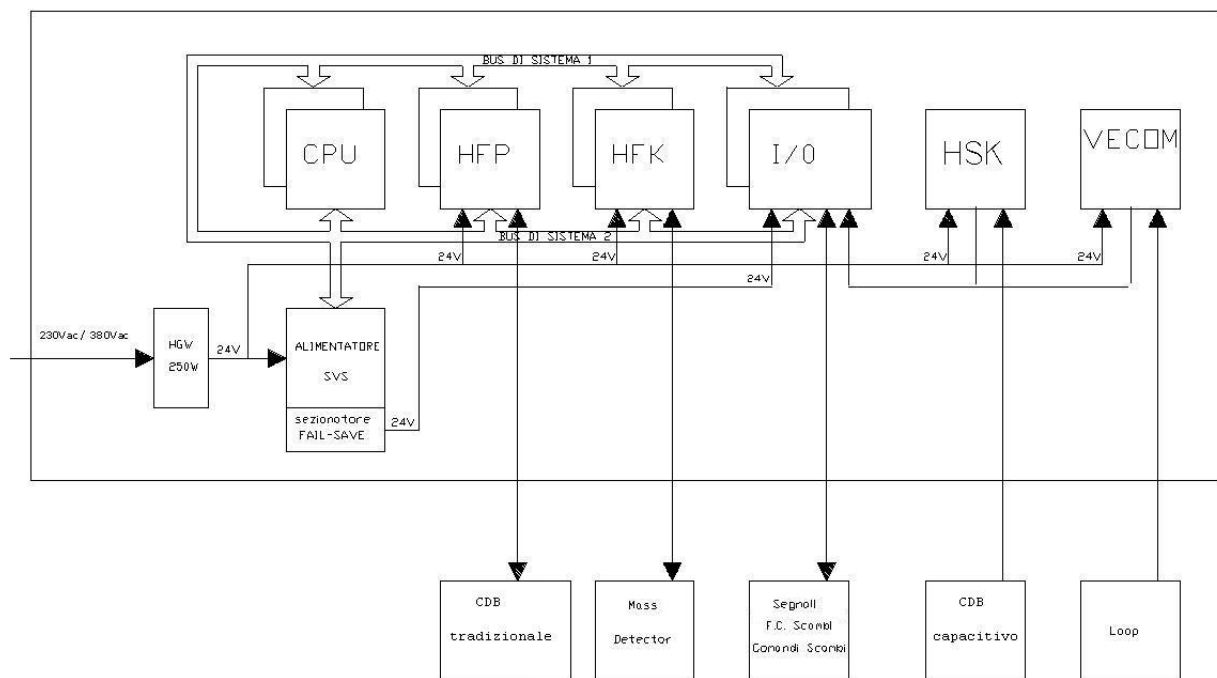 BUS DI SISTEMA 1
CPU
HFP
HFK
I/O
HSK
VECOM
BUS DI SISTEMA 2
24V
24V
24V
24V
24V
230Vac/ 380Vac
HGW
250W
24V
ALIMENTATORE
SVS
sezionatore
FAIL-SAVE
24V
CDB
tradizionale
Mass
Detector
Segnali
F.C. Scambi
Comandi Scambi
CDB
capacitivo
Loop